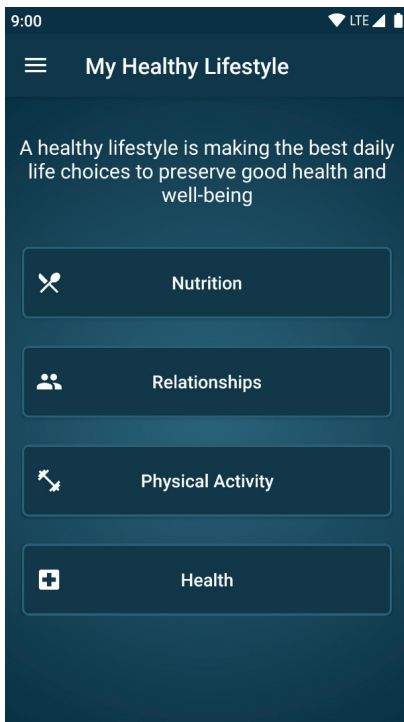 9:00 LTE
My Healthy Lifestyle
A healthy lifestyle is making the best daily
life choices to preserve good health and
well-being
Nutrition
Relationships
Physical Activity
Health